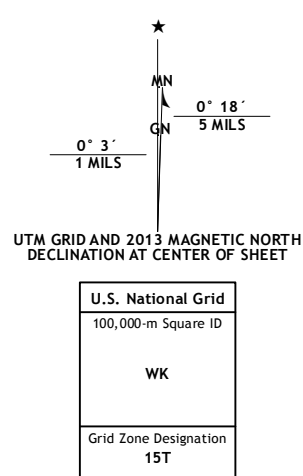 ★
MN
GN
0° 18´
5 MILS
0° 3´
1 MILS
UTM GRID AND 2013 MAGNETIC NORTH
DECLINATION AT CENTER OF SHEET
U.S. National Grid
100,000-m Square ID
WK
Grid Zone Designation
15T